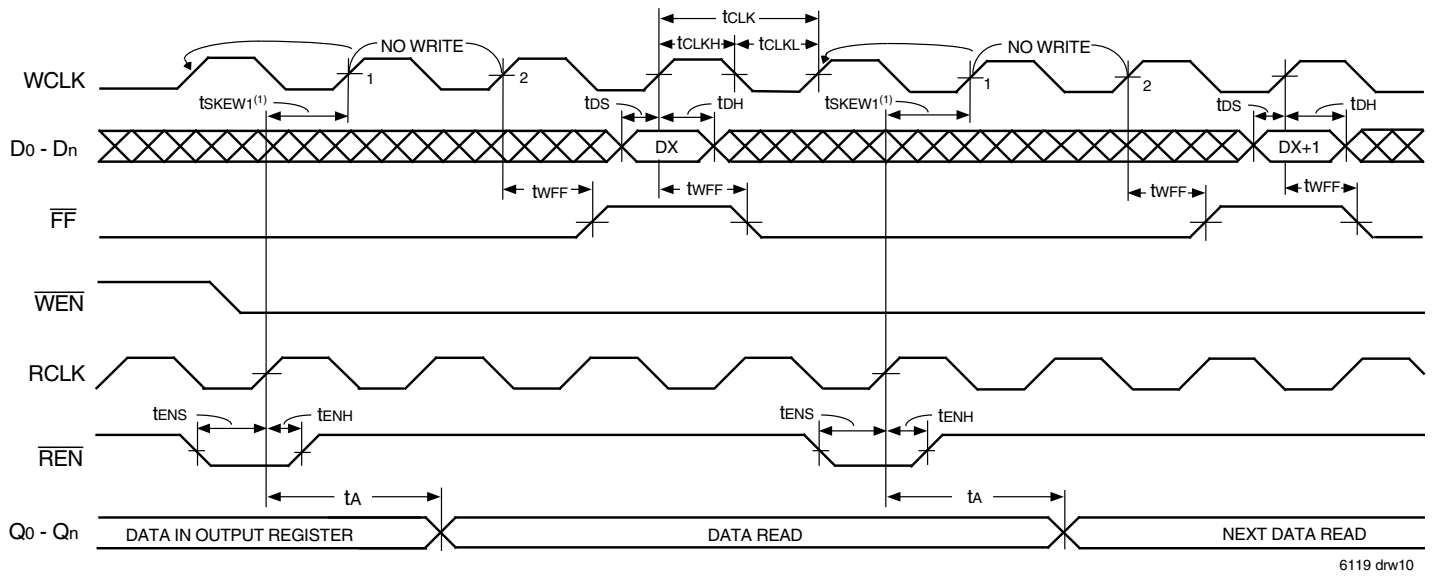 tCLK
NO WRITE tCLKH tCLKL NO WRITE
WCLK 1 2 1 2
tSKEW1(1) tDS tDH tSKEW1(1) tDS tDH
D0 - Dn DX DX+1
tWFF tWFF tWFF tWFF
FF
WEN
RCLK
tENS tENH tENS tENH
REN
tA tA
Q0 - Qn DATA IN OUTPUT REGISTER DATA READ NEXT DATA READ
6119 drw10